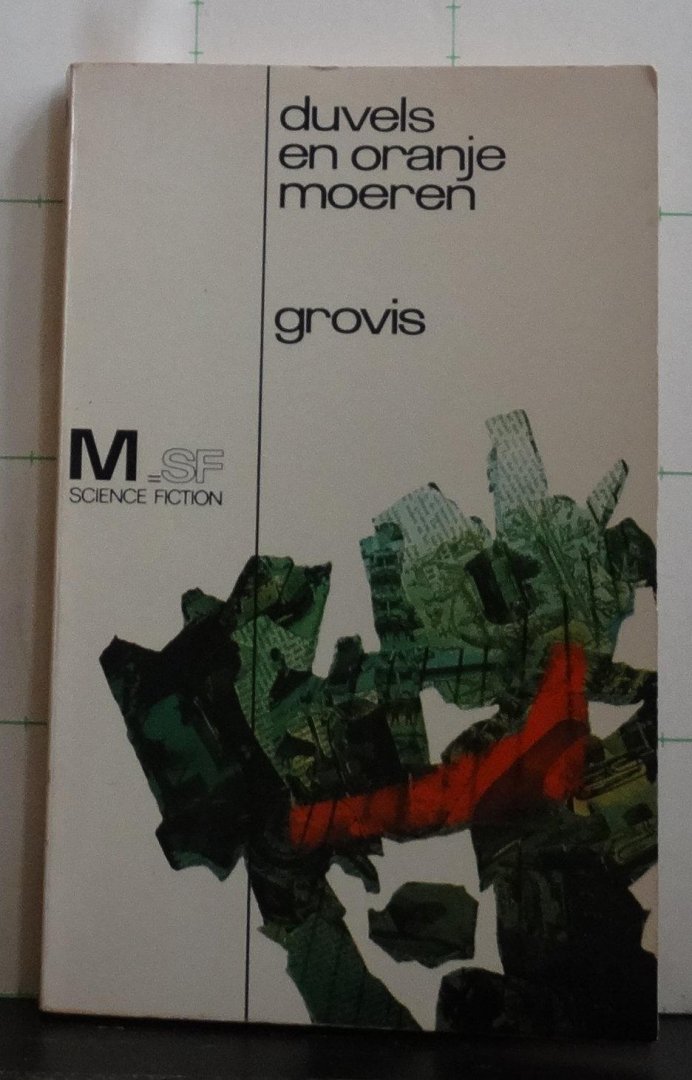 duvels
en oranje
moeren
grovis
M=SF
SCIENCE FICTION